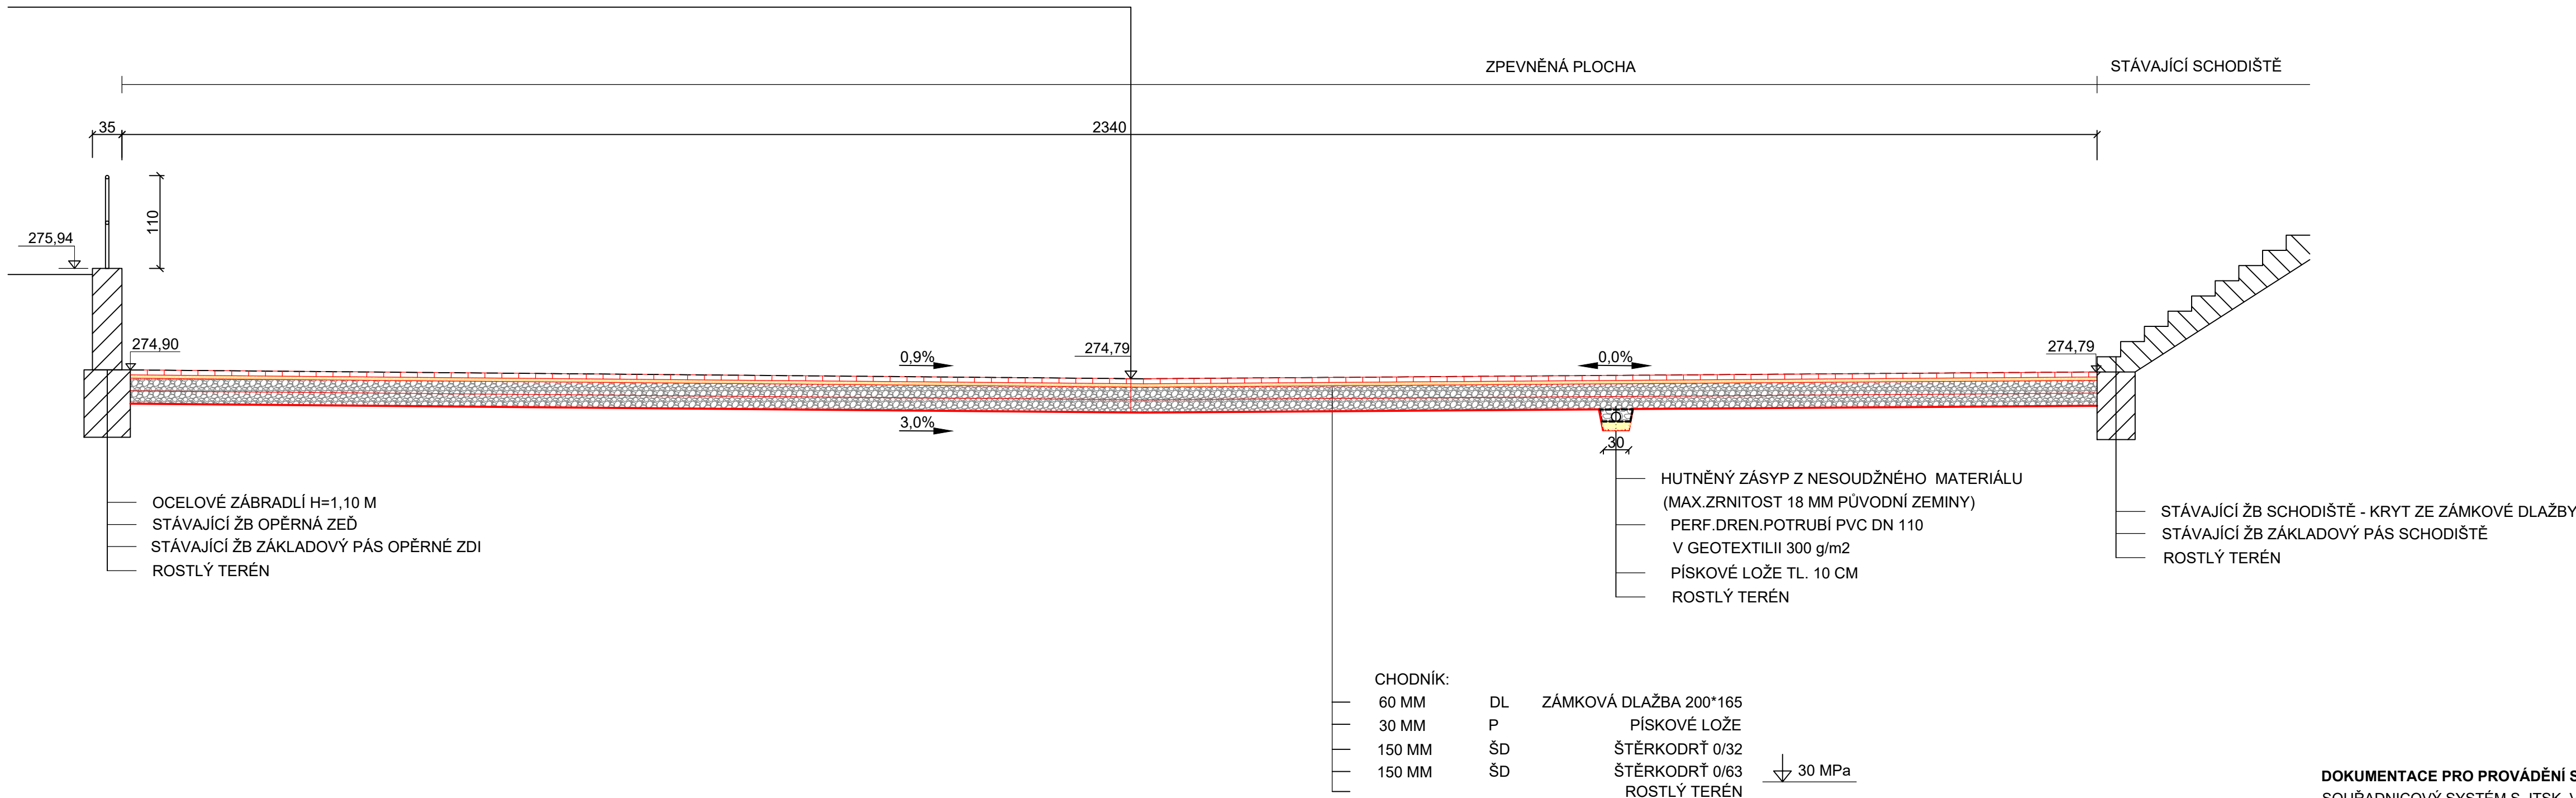 ZPEVNĚNÁ PLOCHA
STÁVAJÍCÍ SCHODIŠTĚ
35
2340
110
275,94
274,90
0,9%
274,79
0,0%
274,79
3,0%
30
OCELOVÉ ZÁBRADLÍ H=1,10 M
STÁVAJÍCÍ ŽB OPĚRNÁ ZEĎ
STÁVAJÍCÍ ŽB ZÁKLADOVÝ PÁS OPĚRNÉ ZDI
ROSTLÝ TERÉN
HUTNĚNÝ ZÁSYP Z NESOUDŽNÉHO MATERIÁLU
(MAX.ZRNITOST 18 MM PŮVODNÍ ZEMINY)
PERF.DREN.POTRUBÍ PVC DN 110
V GEOTEXTILII 300 g/m2
PÍSKOVÉ LOŽE TL. 10 CM
ROSTLÝ TERÉN
STÁVAJÍCÍ ŽB SCHODIŠTĚ - KRYT ZE ZÁMKOVÉ DLAŽBY
STÁVAJÍCÍ ŽB ZÁKLADOVÝ PÁS SCHODIŠTĚ
ROSTLÝ TERÉN
CHODNÍK:
60 MM DL ZÁMKOVÁ DLAŽBA 200*165
30 MM P PÍSKOVÉ LOŽE
150 MM ŠD ŠTĚRKODRŤ 0/32
150 MM ŠD ŠTĚRKODRŤ 0/63 30 MPa
ROSTLÝ TERÉN
DOKUMENTACE PRO PROVÁDĚNÍ
SOUŘADNICOVÝ SYSTÉM S-JTSK,